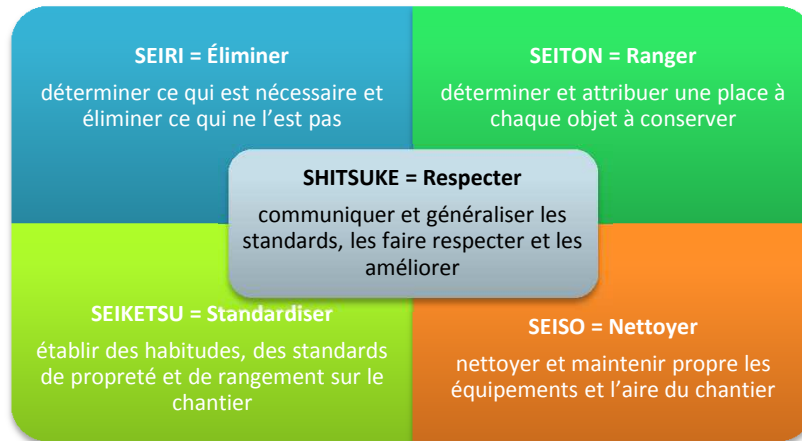 SEIRI = Éliminer
déterminer ce qui est nécessaire et
éliminer ce qui ne l’est pas
SEITON = Ranger
déterminer et attribuer une place à
chaque objet à conserver
SHITSUKE = Respecter
communiquer et généraliser les
standards, les faire respecter et les
améliorer
SEIKETSU = Standardiser
établir des habitudes, des standards
de propreté et de rangement sur le
chantier
SEISO = Nettoyer
nettoyer et maintenir propre les
équipements et l’aire du chantier